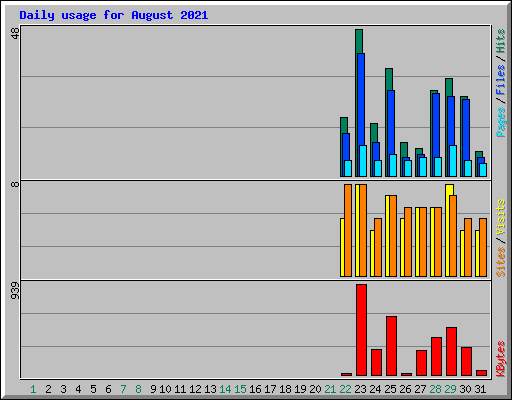 Daily usage for August 2021
48
8
939
Pages / Files / Hits
Sites / Visits
KBytes
1 2 3 4 5 6 7 8 9 10 11 12 13 14 15 16 17 18 19 20 21 22 23 24 25 26 27 28 29 30 31